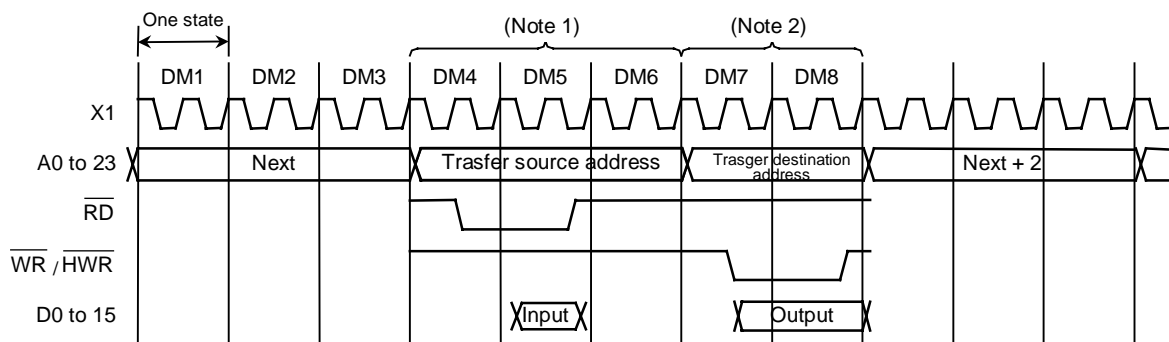 One state
(Note 1)
(Note 2)
DM1 DM2 DM3 DM4 DM5 DM6 DM7 DM8
X1
A0 to 23
Next
Trasfer source address
Trasger destination
address
Next + 2
RD
WR / HWR
D0 to 15
Input
Output